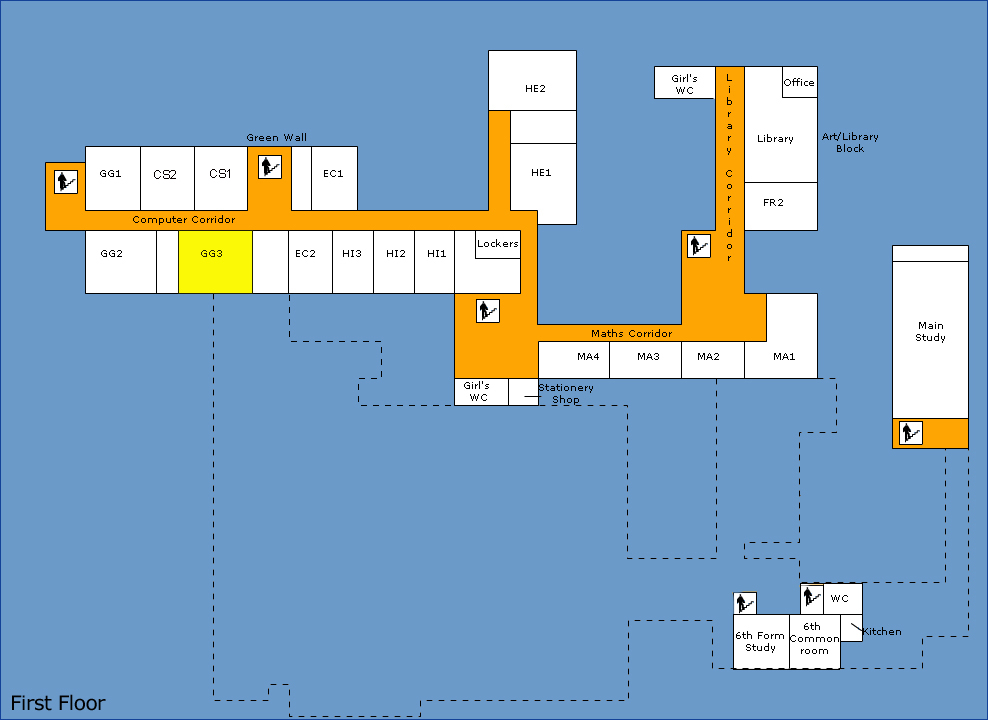 HE2
Girl's
WC
Library Corridor
Office
Library
Art/Library
Block
Green Wall
GG1
CS2
CS1
EC1
HE1
FR2
Computer Corridor
GG2
GG3
EC2
HI3
HI2
HI1
Lockers
Maths Corridor
MA4
MA3
MA2
MA1
Main
Study
Girl's
WC
Stationery
Shop
WC
6th Form
Study
6th
Common
room
Kitchen
First Floor